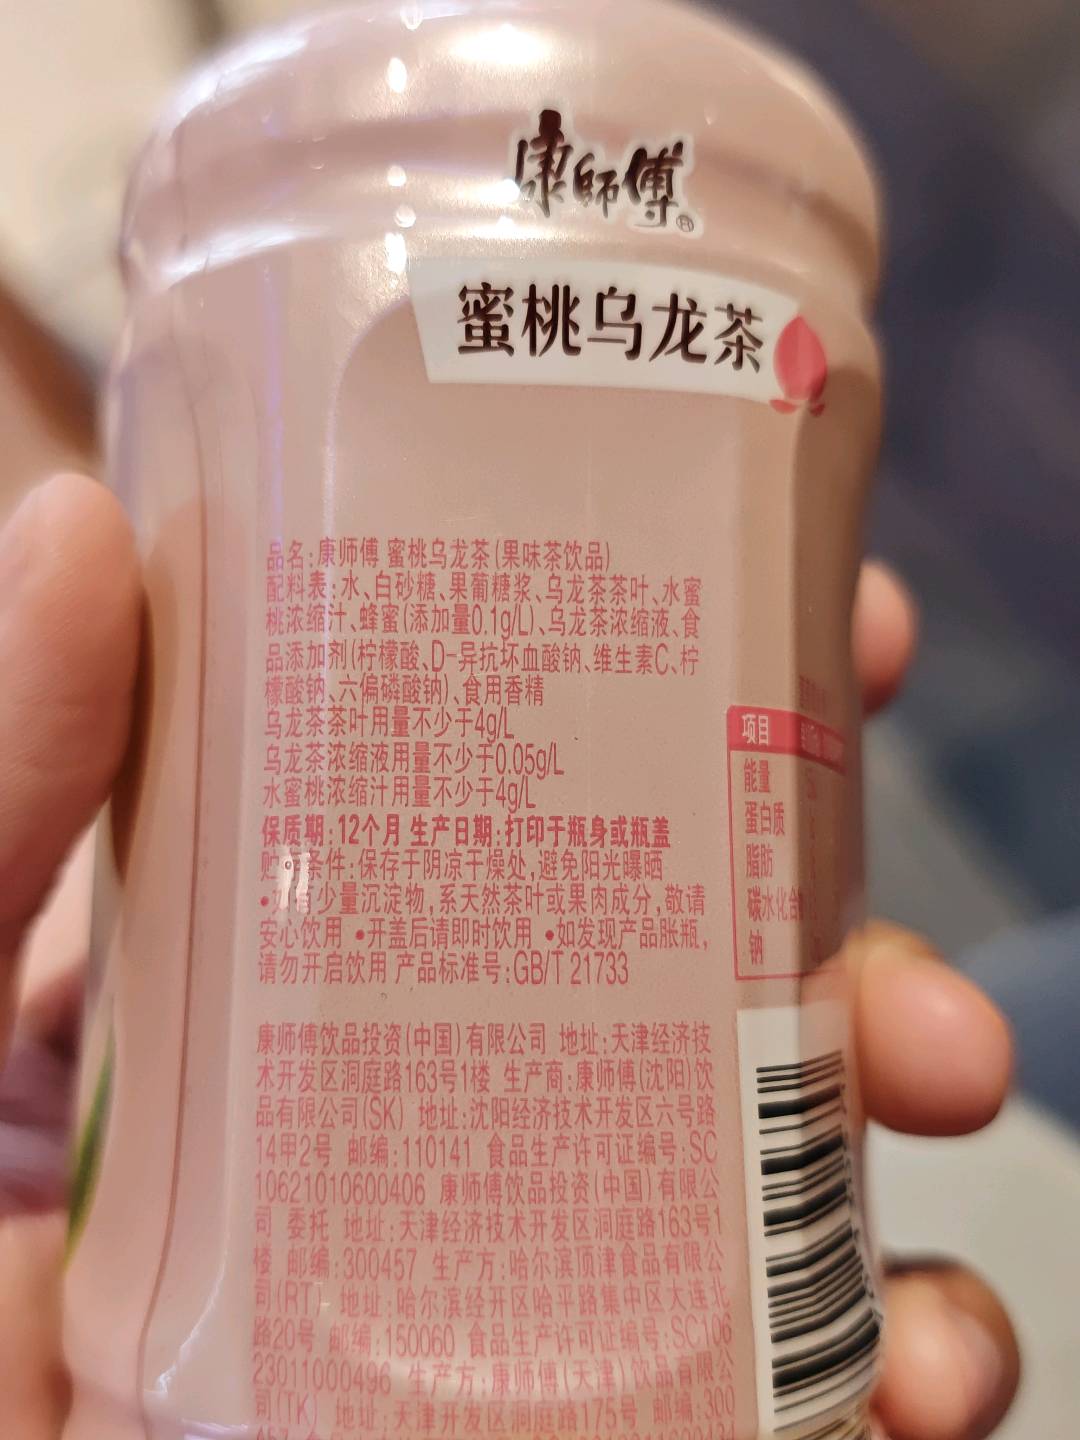 康師傅®
蜜桃乌龙茶
品名:康师傅 蜜桃乌龙茶(果味茶饮品)
配料表:水、白砂糖、果葡糖浆、乌龙茶茶叶、水蜜
桃浓缩汁、蜂蜜(添加量0.1g/L)、乌龙茶浓缩液、食
品添加剂(柠檬酸、D-异抗坏血酸钠、维生素C、柠
檬酸钠、六偏磷酸钠)、食用香精
乌龙茶茶叶用量不少于4g/L
乌龙茶浓缩液用量不少于0.05g/L
水蜜桃浓缩汁用量不少于4g/L
保质期:12个月 生产日期:打印于瓶身或瓶盖
贮存条件:保存于阴凉干燥处,避免阳光曝晒
•如有少量沉淀物,系天然茶叶或果肉成分,敬请
安心饮用 •开盖后请即时饮用 •如发现产品胀瓶,
请勿开启饮用 产品标准号:GB/T 21733
康师傅饮品投资(中国)有限公司 地址:天津经济技
术开发区洞庭路163号1楼 生产商:康师傅(沈阳)饮
品有限公司(SK) 地址:沈阳经济技术开发区六号路
14甲2号 邮编:110141 食品生产许可证编号:SC
10621010600406 康师傅饮品投资(中国)有限公
司 委托 地址:天津经济技术开发区洞庭路163号1
楼 邮编:300457 生产方:哈尔滨顶津食品有限公
司(RT) 地址:哈尔滨经开区哈平路集中区大连北
路20号 邮编:150060 食品生产许可证编号:SC106
23011000496 生产方:康师傅(天津)饮品有限公
司(TK) 地址:天津开发区洞庭路175号 邮编:300
项目
能量
蛋白质
脂肪
碳水化合
钠